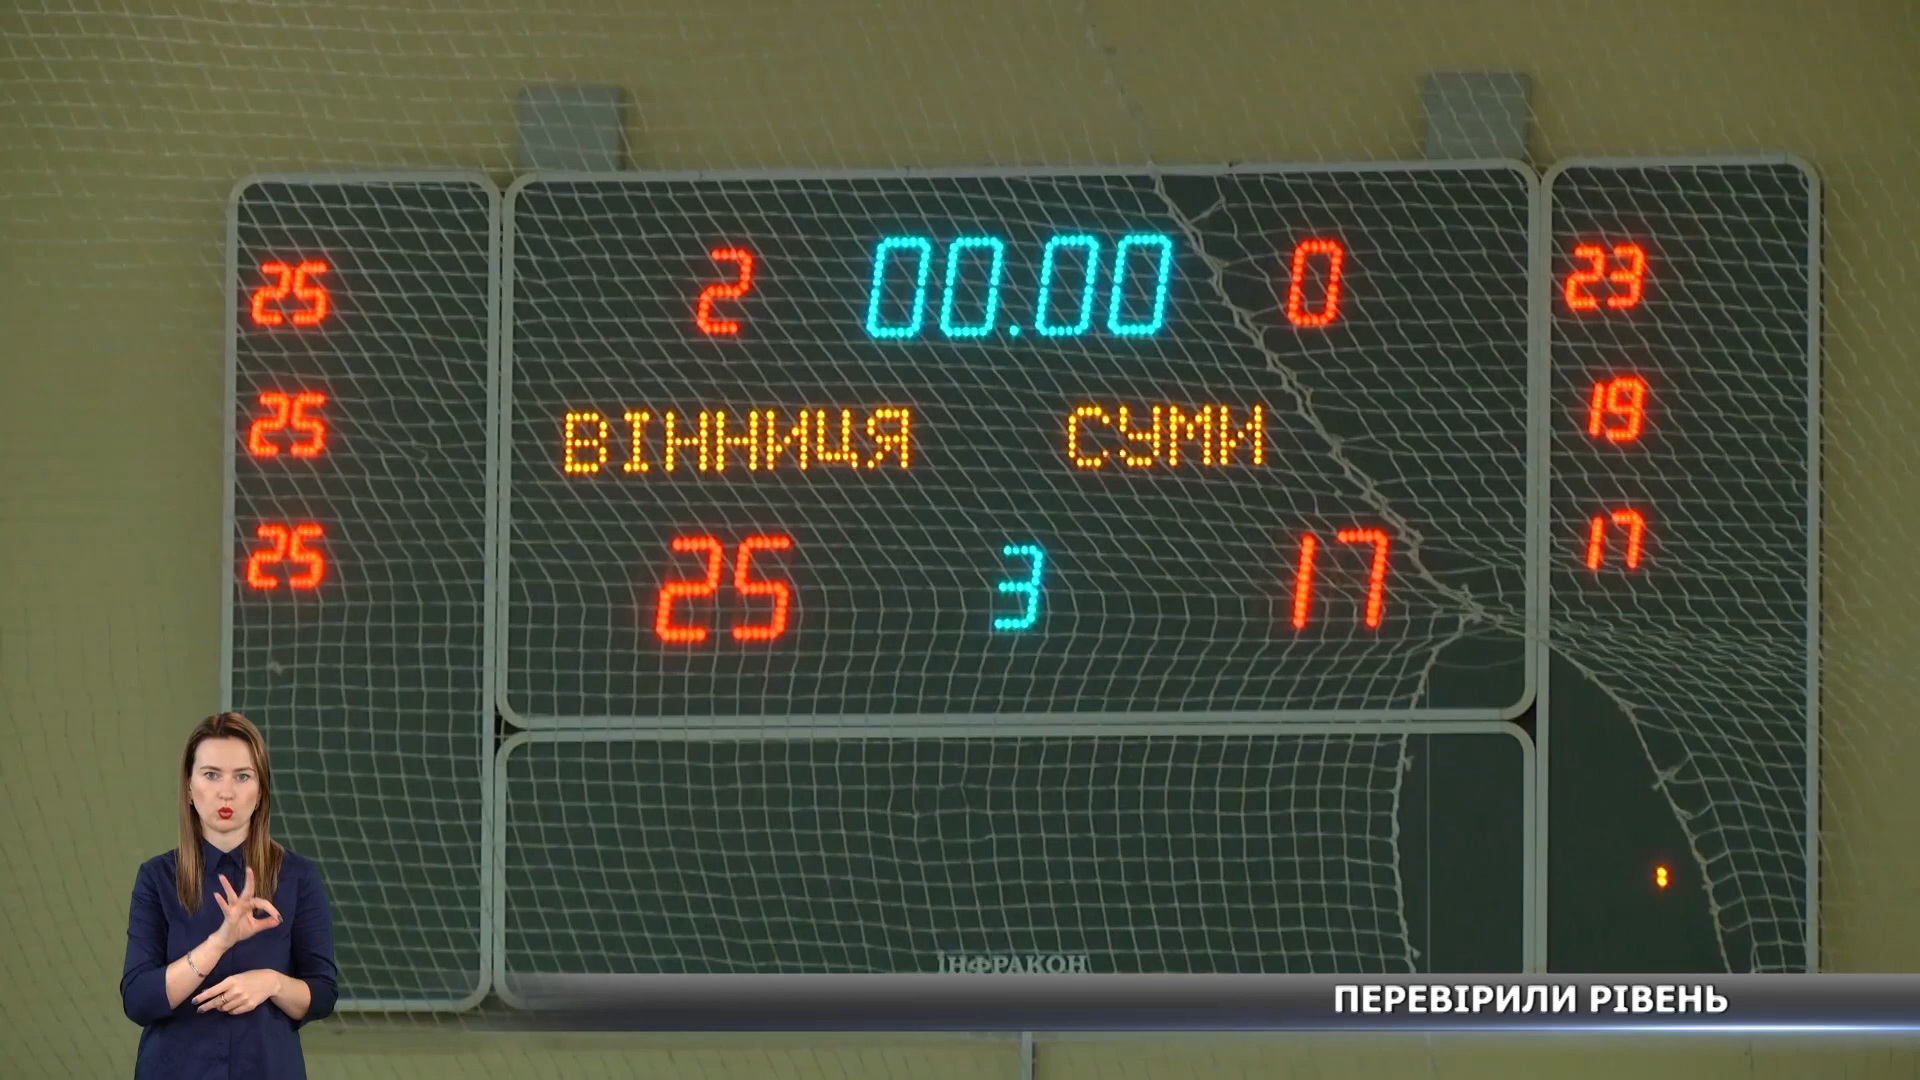 25 2 00.00 0 23
25 ВІННИЦЯ СУМИ 19
25 25 3 17 17
ІНФРАКОН
ПЕРЕВІРИЛИ РІВЕНЬ